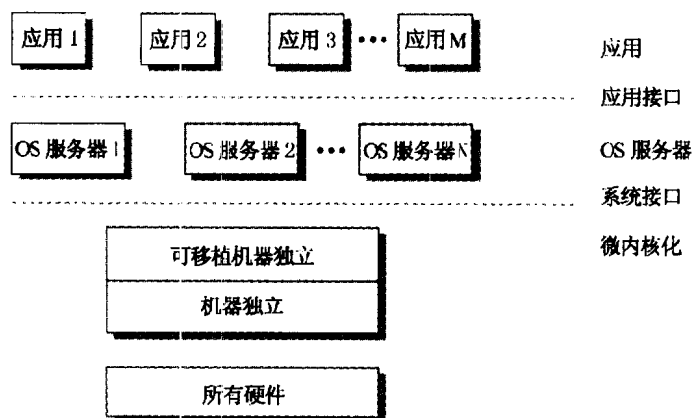 应用 1 应用 2 应用 3 ••• 应用 M 应用
应用接口
OS 服务器 1 OS 服务器 2 ••• OS 服务器 N OS 服务器
系统接口
微内核化
可移植机器独立
机器独立
所有硬件